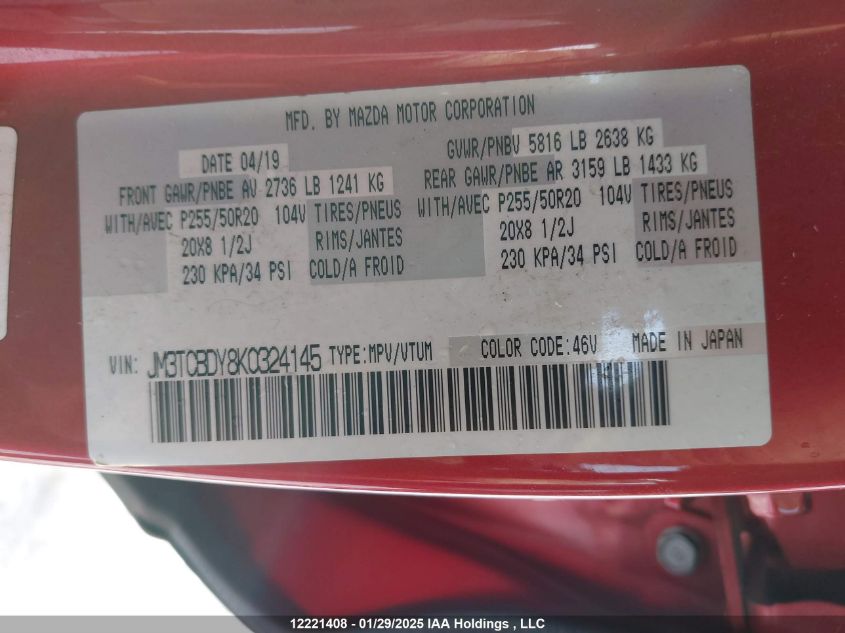 MFD. BY MAZDA MOTOR CORPORATION
DATE 04/19
GVWR/PNBV 5816 LB 2638 KG
FRONT GAWR/PNBE AV 2736 LB 1241 KG
REAR GAWR/PNBE AR 3159 LB 1433 KG
WITH/AVEC P255/50R20 104V TIRES/PNEUS
WITH/AVEC P255/50R20 104V TIRES/PNEUS
20X8 1/2J RIMS/JANTES
20X8 1/2J RIMS/JANTES
230 KPA/34 PSI COLD/A FROID
230 KPA/34 PSI COLD/A FROID
VIN: JM3TCBDY8K0324145 TYPE:MPV/VTUM COLOR CODE:46V MADE IN JAPAN
12221408 - 01/29/2025 IAA Holdings , LLC